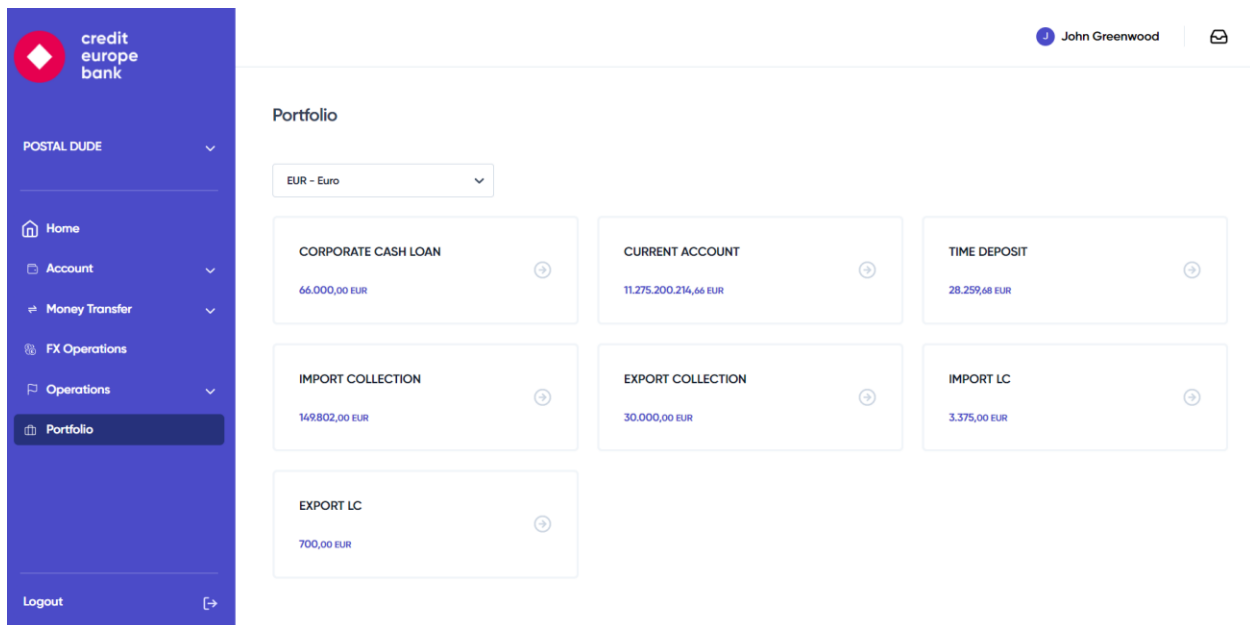 credit
europe
bank
J John Greenwood
POSTAL DUDE
Home
Account
Money Transfer
FX Operations
Operations
Portfolio
Logout
Portfolio
EUR - Euro
CORPORATE CASH LOAN
66.000,00 EUR
CURRENT ACCOUNT
11.275.200.214,66 EUR
TIME DEPOSIT
28.259,68 EUR
IMPORT COLLECTION
149.802,00 EUR
EXPORT COLLECTION
30.000,00 EUR
IMPORT LC
3.375,00 EUR
EXPORT LC
700,00 EUR